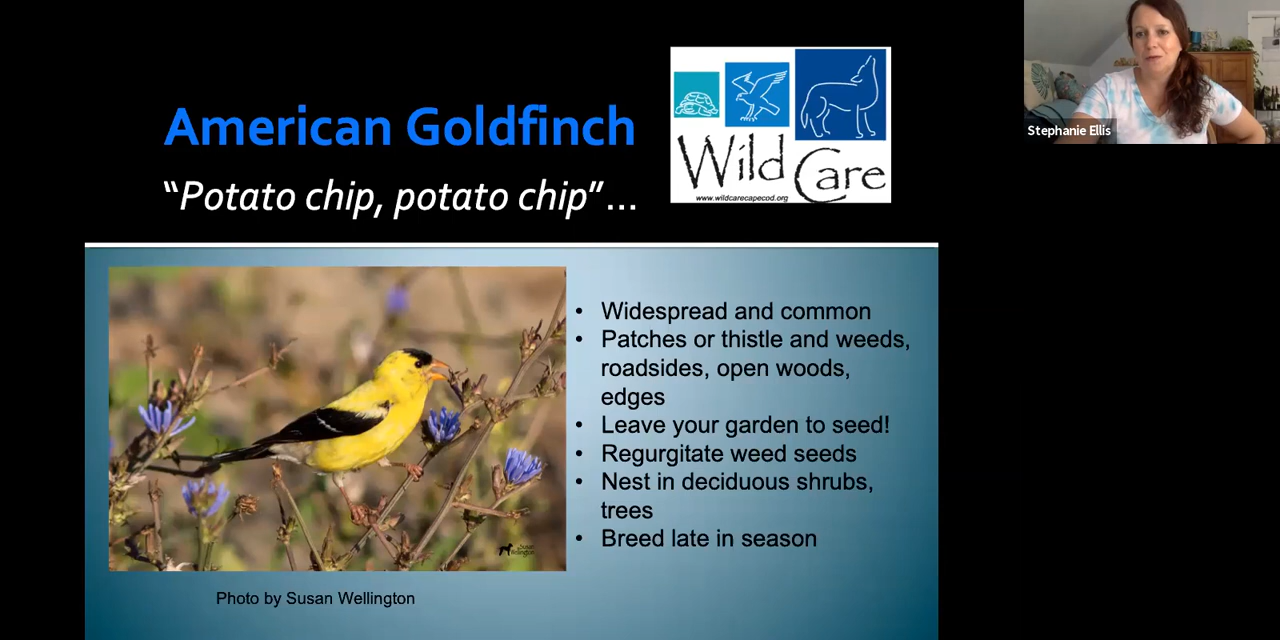 American Goldfinch
“Potato chip, potato chip”...
Wild Care
www.wildcarecapecod.org
Stephanie Ellis
• Widespread and common
• Patches or thistle and weeds,
roadsides, open woods,
edges
• Leave your garden to seed!
• Regurgitate weed seeds
• Nest in deciduous shrubs,
trees
• Breed late in season
Susan
Wellington
Photo by Susan Wellington